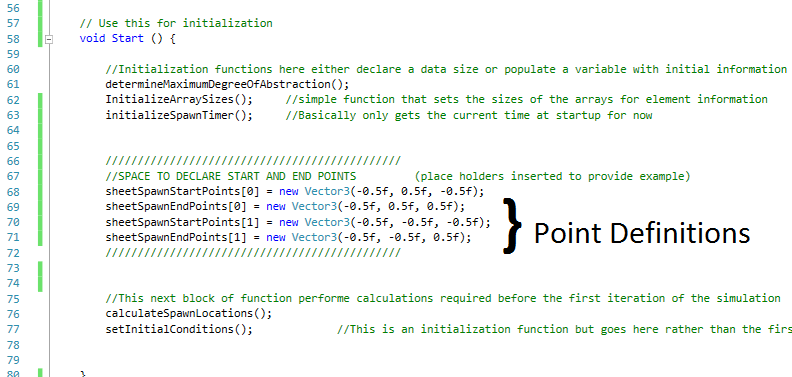 56
57 // Use this for initialization
58 void Start () {
59
60 //Initialization functions here either declare a data size or populate a variable with initial information
61 determineMaximumDegreeOfAbstraction();
62 InitializeArraySizes(); //simple function that sets the sizes of the arrays for element information
63 initializeSpawnTimer(); //Basically only gets the current time at startup for now
64
65
66 //////////////////////////////////////////////
67 //SPACE TO DECLARE START AND END POINTS (place holders inserted to provide example)
68 sheetSpawnStartPoints[0] = new Vector3(-0.5f, 0.5f, -0.5f);
69 sheetSpawnEndPoints[0] = new Vector3(-0.5f, 0.5f, 0.5f);
70 sheetSpawnStartPoints[1] = new Vector3(-0.5f, -0.5f, -0.5f);
71 sheetSpawnEndPoints[1] = new Vector3(-0.5f, -0.5f, 0.5f);
} Point Definitions
72 //////////////////////////////////////////////
73
74
75 //This next block of function performe calculations required before the first iteration of the simulation
76 calculateSpawnLocations();
77 setInitialConditions(); //This is an initialization function but goes here rather than the firs
78
79
80 }